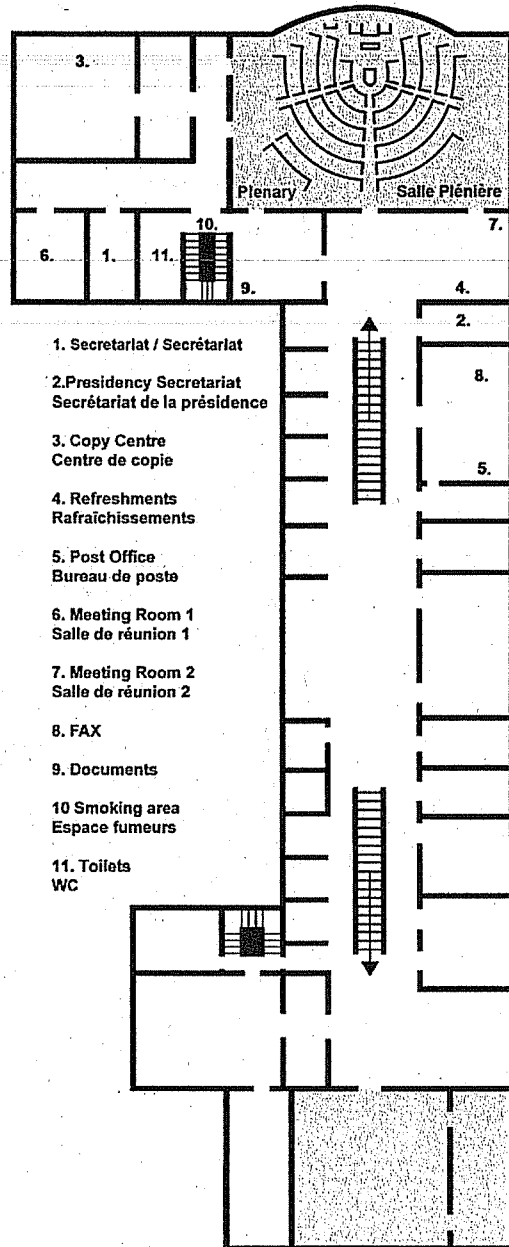 3.
Plenary
Salle Plénière
10.
7.
6.
1.
11.
9.
4.
2.
8.
5.
1. Secretariat / Secrétariat
2.Presidency Secretariat
Secrétariat de la présidence
3. Copy Centre
Centre de copie
4. Refreshments
Rafraîchissements
5. Post Office
Bureau de poste
6. Meeting Room 1
Salle de réunion 1
7. Meeting Room 2
Salle de réunion 2
8. FAX
9. Documents
10 Smoking area
Espace fumeurs
11. Toilets
WC